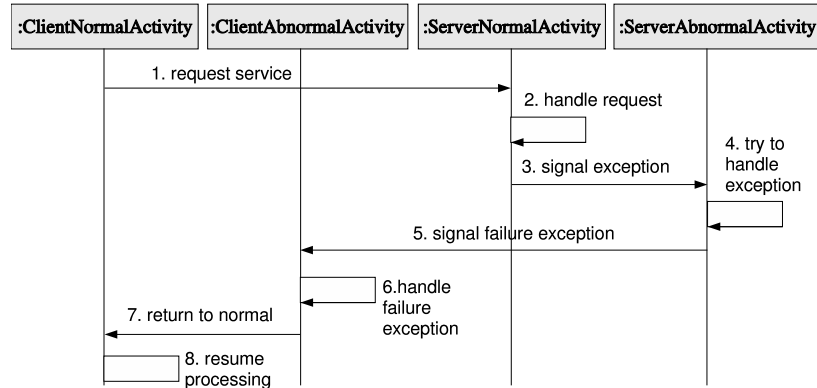 :ClientNormalActivity
:ClientAbnormalActivity
:ServerNormalActivity
:ServerAbnormalActivity
1. request service
2. handle request
3. signal exception
4. try to
handle
exception
5. signal failure exception
6.handle
failure
exception
7. return to normal
8. resume
processing